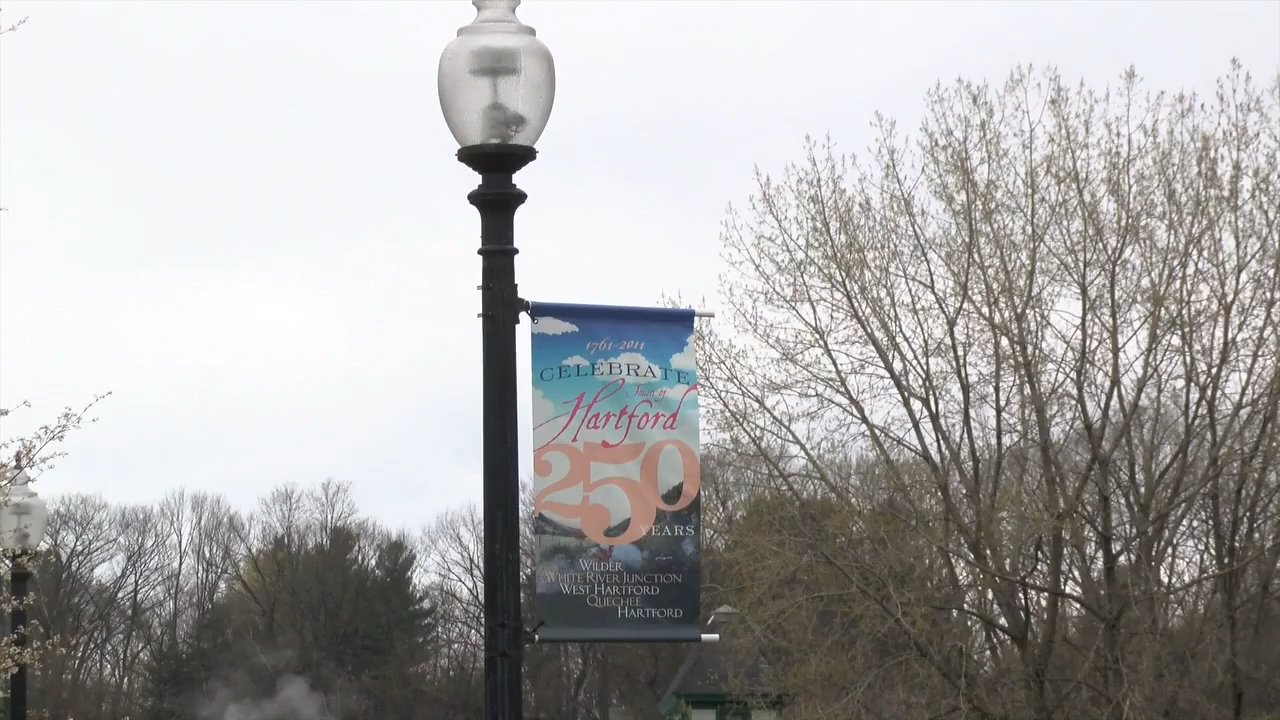 1761-2011
CELEBRATE
Town of
Hartford
250
YEARS
WILDER
WHITE RIVER JUNCTION
WEST HARTFORD
QUECHEE
HARTFORD